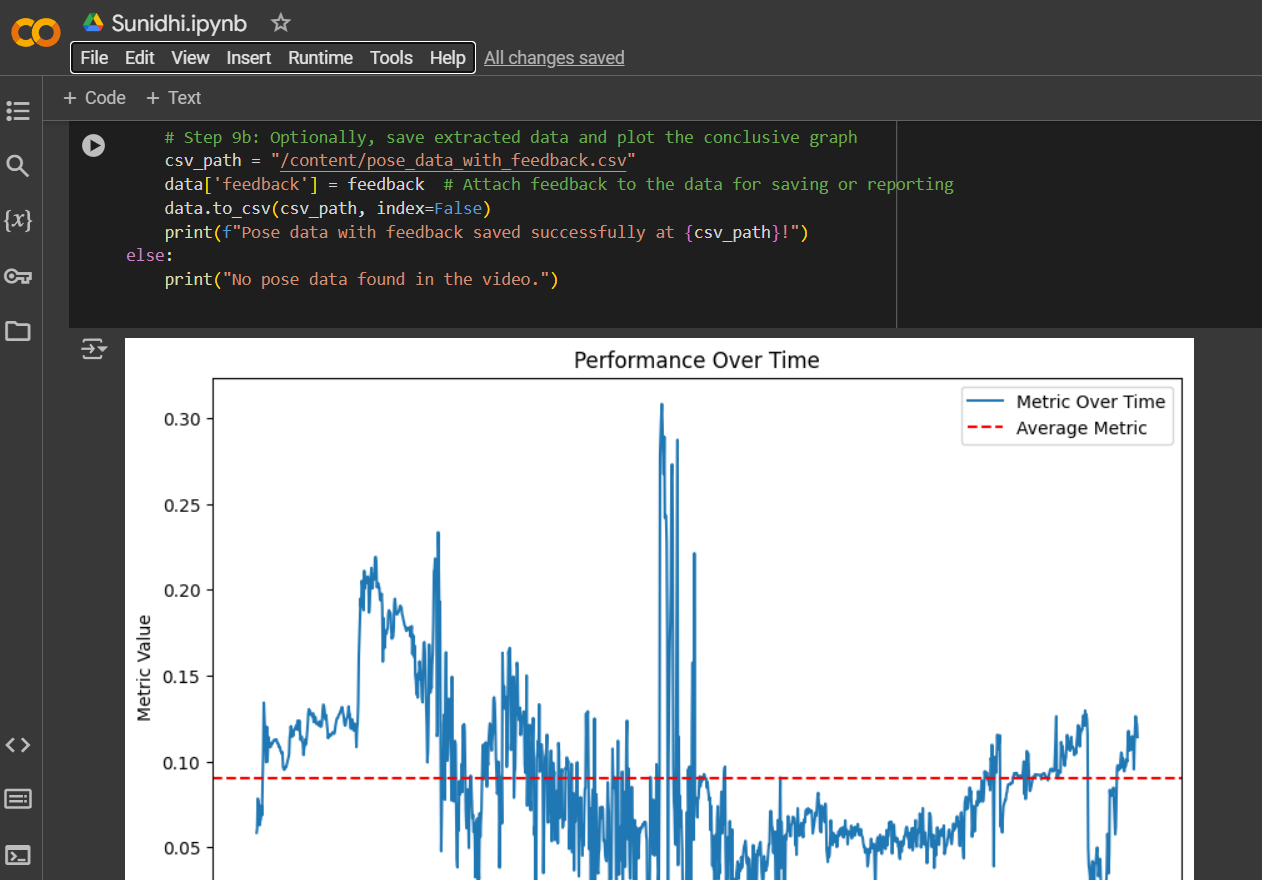 Sunidhi.ipynb
File Edit View Insert Runtime Tools Help All changes saved
+ Code + Text
# Step 9b: Optionally, save extracted data and plot the conclusive graph
csv_path = "/content/pose_data_with_feedback.csv"
data['feedback'] = feedback  # Attach feedback to the data for saving or reporting
data.to_csv(csv_path, index=False)
print(f"Pose data with feedback saved successfully at {csv_path}!")
else:
print("No pose data found in the video.")
{x}
Performance Over Time
Metric Over Time
Average Metric
0.30
0.25
0.20
0.15
0.10
0.05
Metric Value